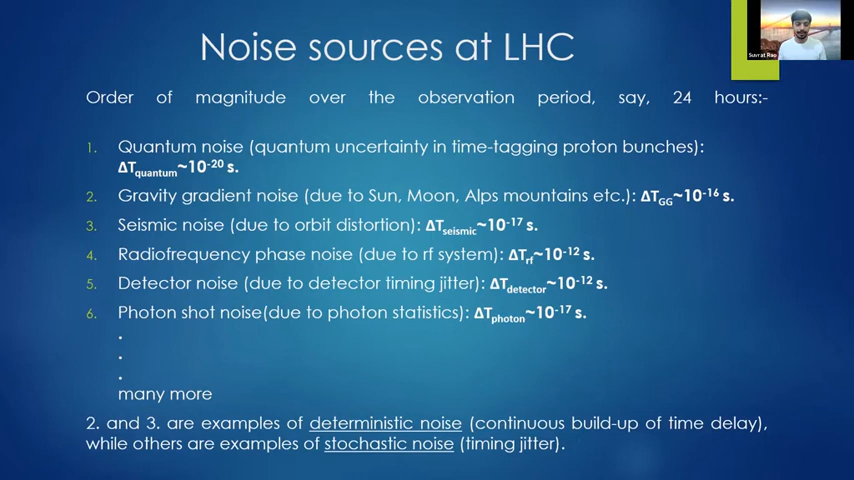 Noise sources at LHC
Suvrat Rao
Order of magnitude over the observation period, say, 24 hours:-
1. Quantum noise (quantum uncertainty in time-tagging proton bunches):
ΔTquantum~10-20 s.
2. Gravity gradient noise (due to Sun, Moon, Alps mountains etc.): ΔTGG~10-16 s.
3. Seismic noise (due to orbit distortion): ΔTseismic~10-17 s.
4. Radiofrequency phase noise (due to rf system): ΔTrf~10-12 s.
5. Detector noise (due to detector timing jitter): ΔTdetector~10-12 s.
6. Photon shot noise(due to photon statistics): ΔTphoton~10-17 s.
.
.
.
many more
2. and 3. are examples of deterministic noise (continuous build-up of time delay),
while others are examples of stochastic noise (timing jitter).